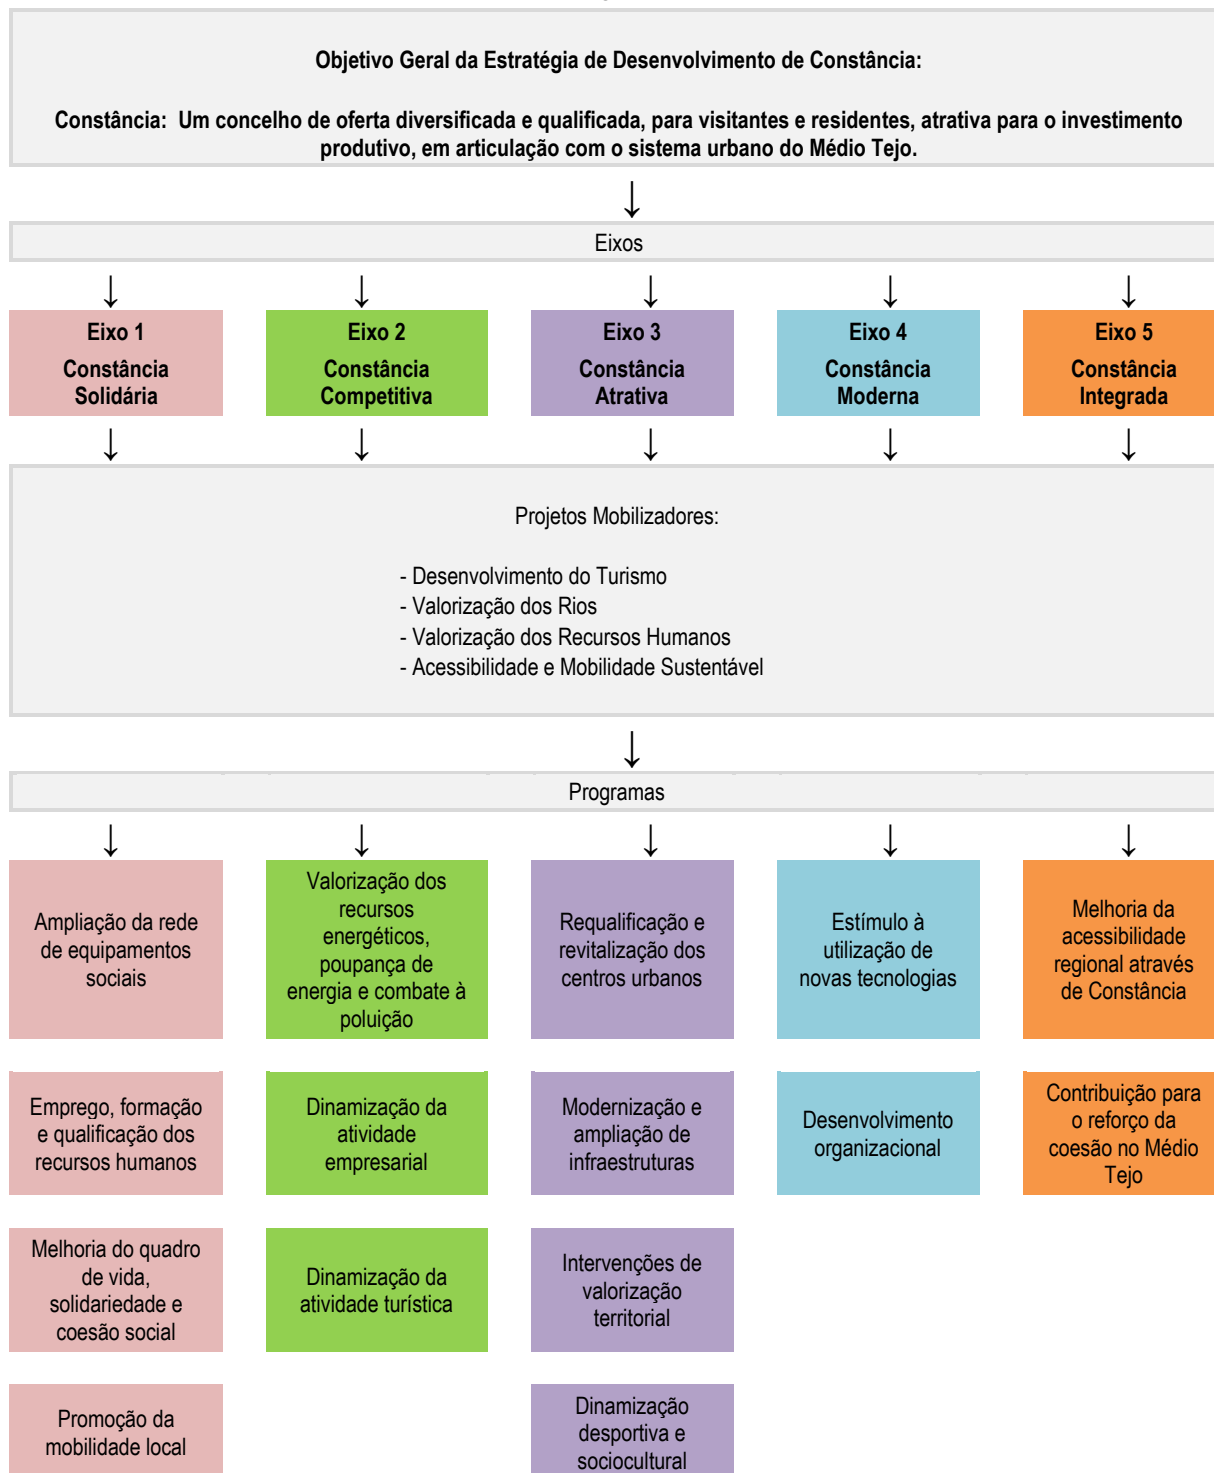 Objetivo Geral da Estratégia de Desenvolvimento de Constância:
Constância: Um concelho de oferta diversificada e qualificada, para visitantes e residentes, atrativa para o investimento
produtivo, em articulação com o sistema urbano do Médio Tejo.
Eixos
Eixo 1
Constância
Solidária
Eixo 2
Constância
Competitiva
Eixo 3
Constância
Atrativa
Eixo 4
Constância
Moderna
Eixo 5
Constância
Integrada
Projetos Mobilizadores:
- Desenvolvimento do Turismo
- Valorização dos Rios
- Valorização dos Recursos Humanos
- Acessibilidade e Mobilidade Sustentável
Programas
Ampliação da rede
de equipamentos
sociais
Valorização dos
recursos
energéticos,
poupança de
energia e combate à
poluição
Requalificação e
revitalização dos
centros urbanos
Estímulo à
utilização de
novas tecnologias
Melhoria da
acessibilidade
regional através
de Constância
Emprego, formação
e qualificação dos
recursos humanos
Dinamização da
atividade
empresarial
Modernização e
ampliação de
infraestruturas
Desenvolvimento
organizacional
Contribuição para
o reforço da
coesão no Médio
Tejo
Melhoria do quadro
de vida,
solidariedade e
coesão social
Dinamização da
atividade turística
Intervenções de
valorização
territorial
Promoção da
mobilidade local
Dinamização
desportiva e
sociocultural